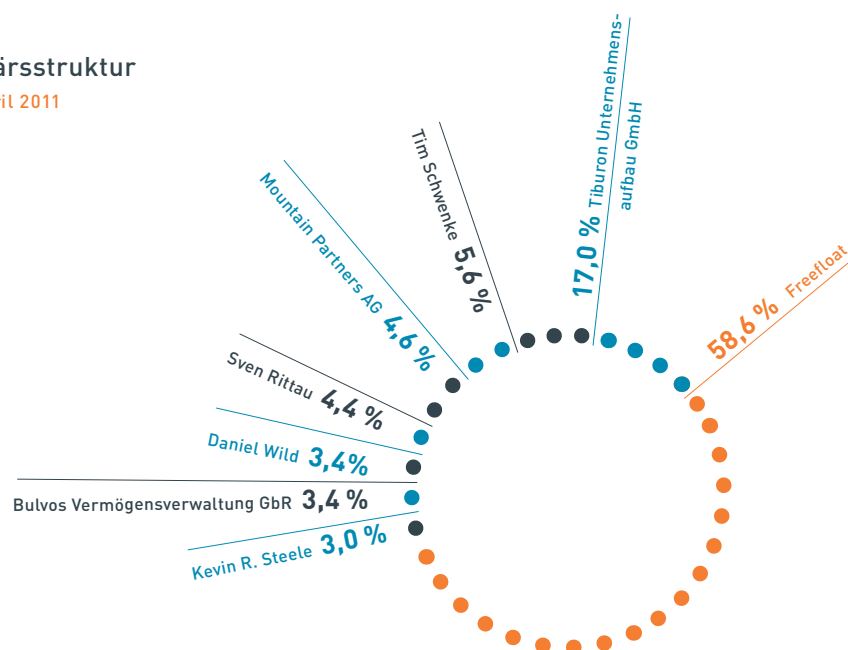 ärsstruktur
il 2011
17,0 % Tiburon Unternehmens-
aufbau GmbH
Tim Schwenke 5,6 %
Mountain Partners AG 4,6 %
58,6 % Freefloat
Sven Rittau 4,4 %
Daniel Wild 3,4%
Bulvos Vermögensverwaltung GbR 3,4 %
Kevin R. Steele 3,0 %